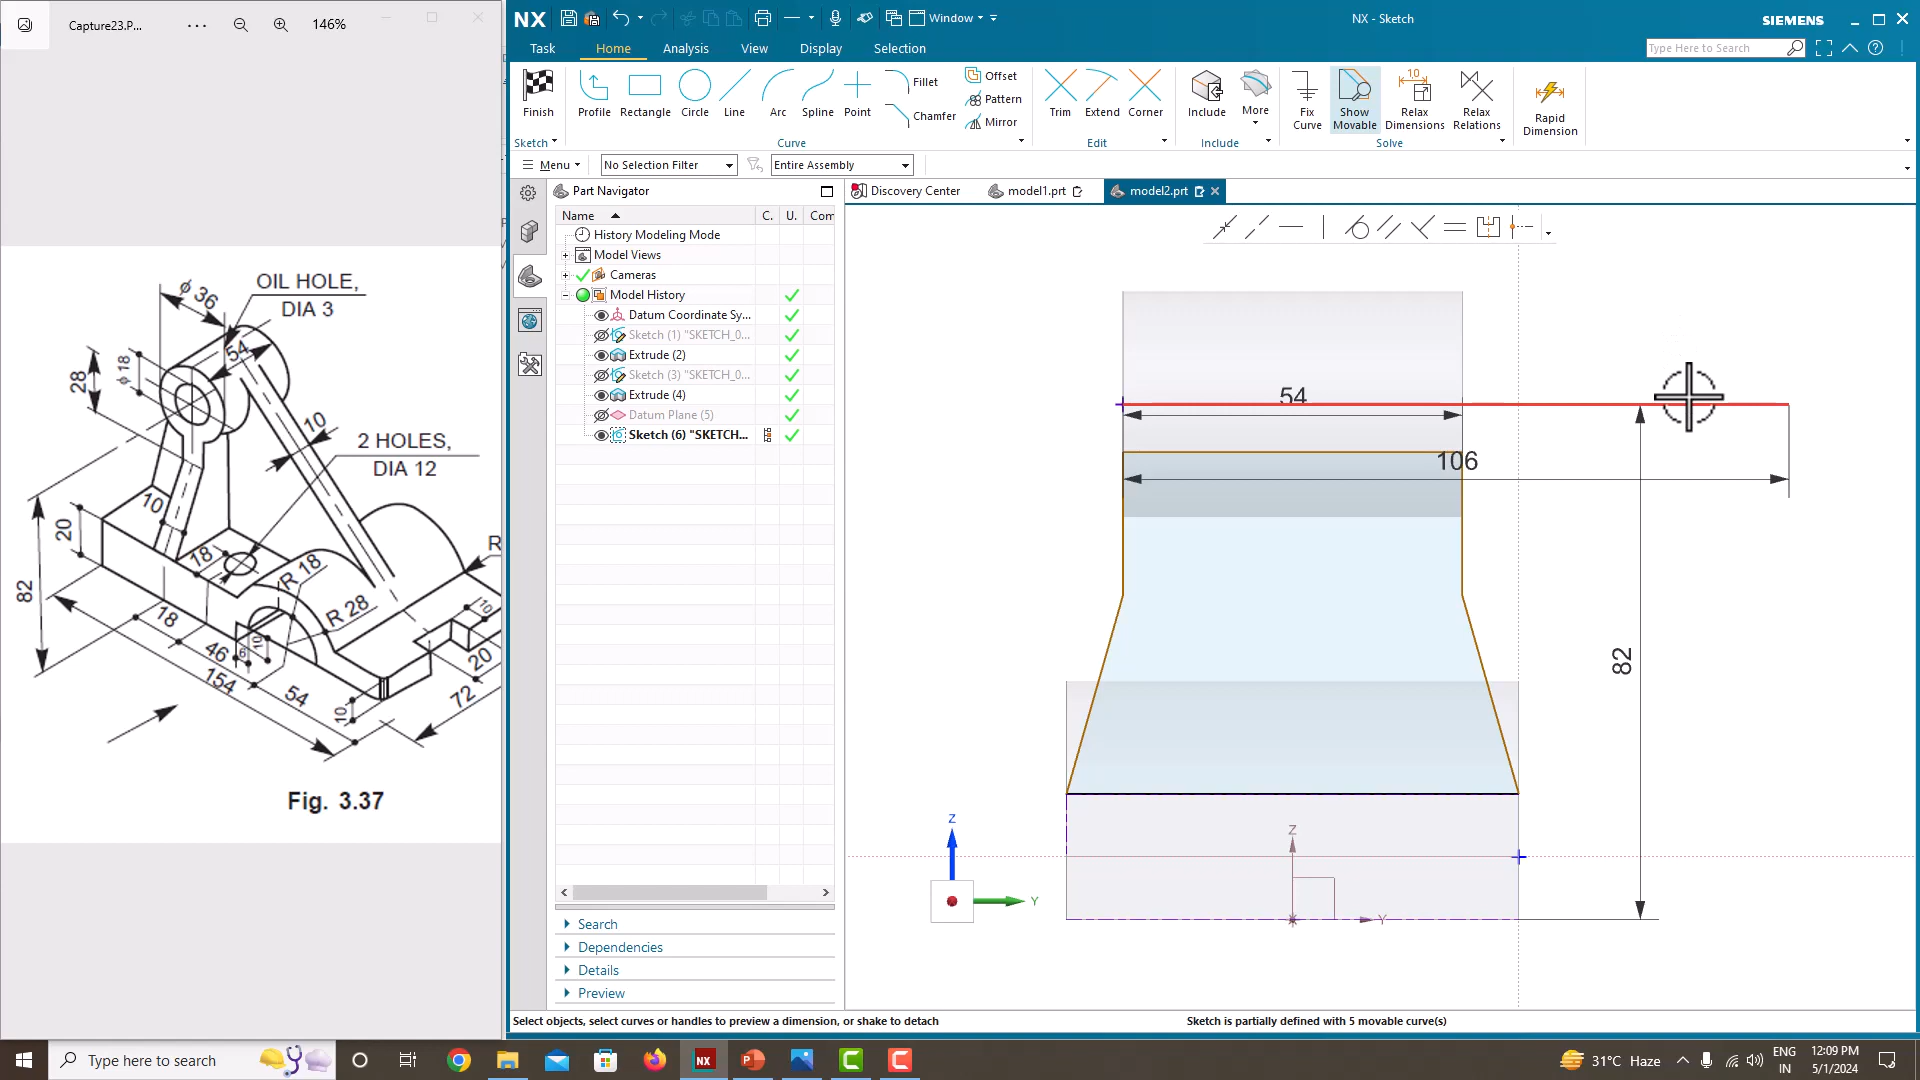 Capture23.P...
146%
OIL HOLE,
DIA 3
ϕ 36
54
28
ϕ 18
10
2 HOLES,
DIA 12
10
20
18
82
R 18
R 28
18
46
6
10
154
54
10
10
20
72
R
Fig. 3.37
NX
Window
NX - Sketch
SIEMENS
Task
Home
Analysis
View
Display
Selection
Type Here to Search
Finish
Profile
Rectangle
Circle
Line
Arc
Spline
Point
Fillet
Chamfer
Offset
Pattern
Mirror
Trim
Extend
Corner
Include
More
Fix Curve
Show Movable
Relax Dimensions
Relax Relations
Rapid Dimension
Sketch
Curve
Edit
Include
Solve
Menu
No Selection Filter
Entire Assembly
Part Navigator
Discovery Center
model1.prt
model2.prt
Name
C.
U.
Com
History Modeling Mode
Model Views
Cameras
Model History
Datum Coordinate Sy...
Sketch (1) "SKETCH_0...
Extrude (2)
Sketch (3) "SKETCH_0...
Extrude (4)
Datum Plane (5)
Sketch (6) "SKETCH...
54
106
82
Z
Z
Y
Y
Search
Dependencies
Details
Preview
Select objects, select curves or handles to preview a dimension, or shake to detach
Sketch is partially defined with 5 movable curve(s)
Type here to search
NX
31°C Haze
ENG
IN
12:09 PM
5/1/2024